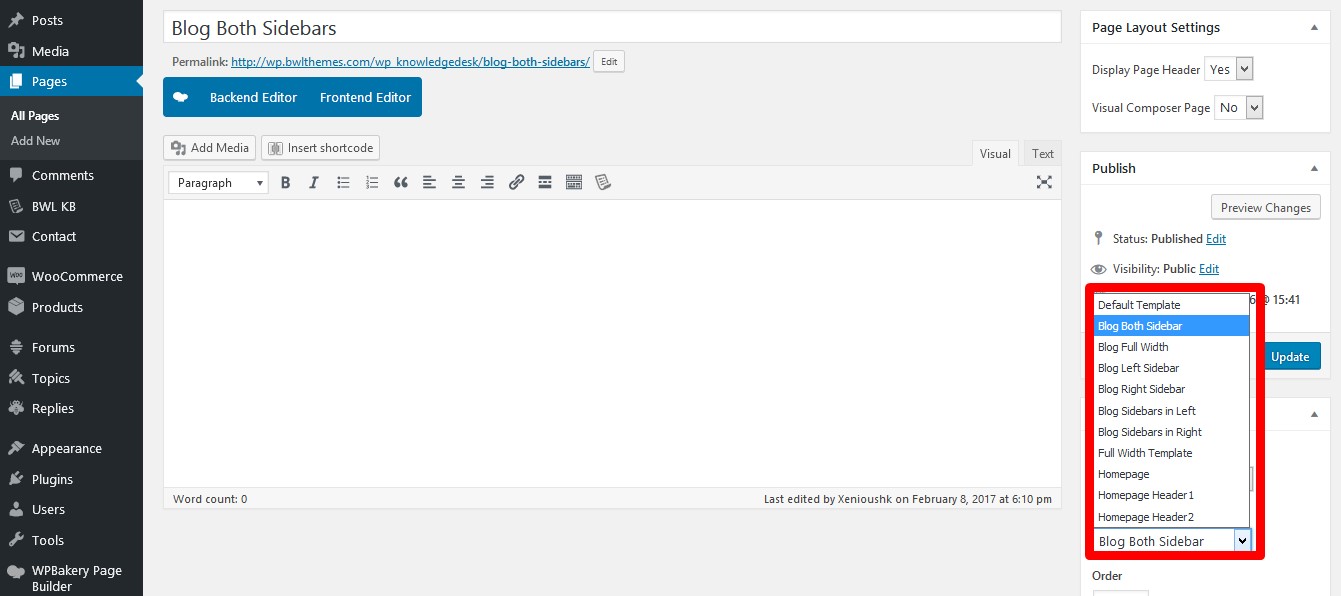 Posts
Media
Pages
All Pages
Add New
Comments
BWL KB
Contact
WOO
WooCommerce
Products
Forums
Topics
Replies
Appearance
Plugins
Users
Tools
WPBakery Page
Builder
Blog Both Sidebars
Permalink: http://wp.bwlthemes.com/wp_knowledgedesk/blog-both-sidebars/ Edit
Backend Editor Frontend Editor
Add Media Insert shortcode
Visual Text
Paragraph B I
Word count: 0 Last edited by Xenioushk on February 8, 2017 at 6:10 pm
Page Layout Settings
Display Page Header Yes
Visual Composer Page No
Publish
Preview Changes
Status: Published Edit
Visibility: Public Edit
@ 15:41
Update
Default Template
Blog Both Sidebar
Blog Full Width
Blog Left Sidebar
Blog Right Sidebar
Blog Sidebars in Left
Blog Sidebars in Right
Full Width Template
Homepage
Homepage Header1
Homepage Header2
Blog Both Sidebar
Order